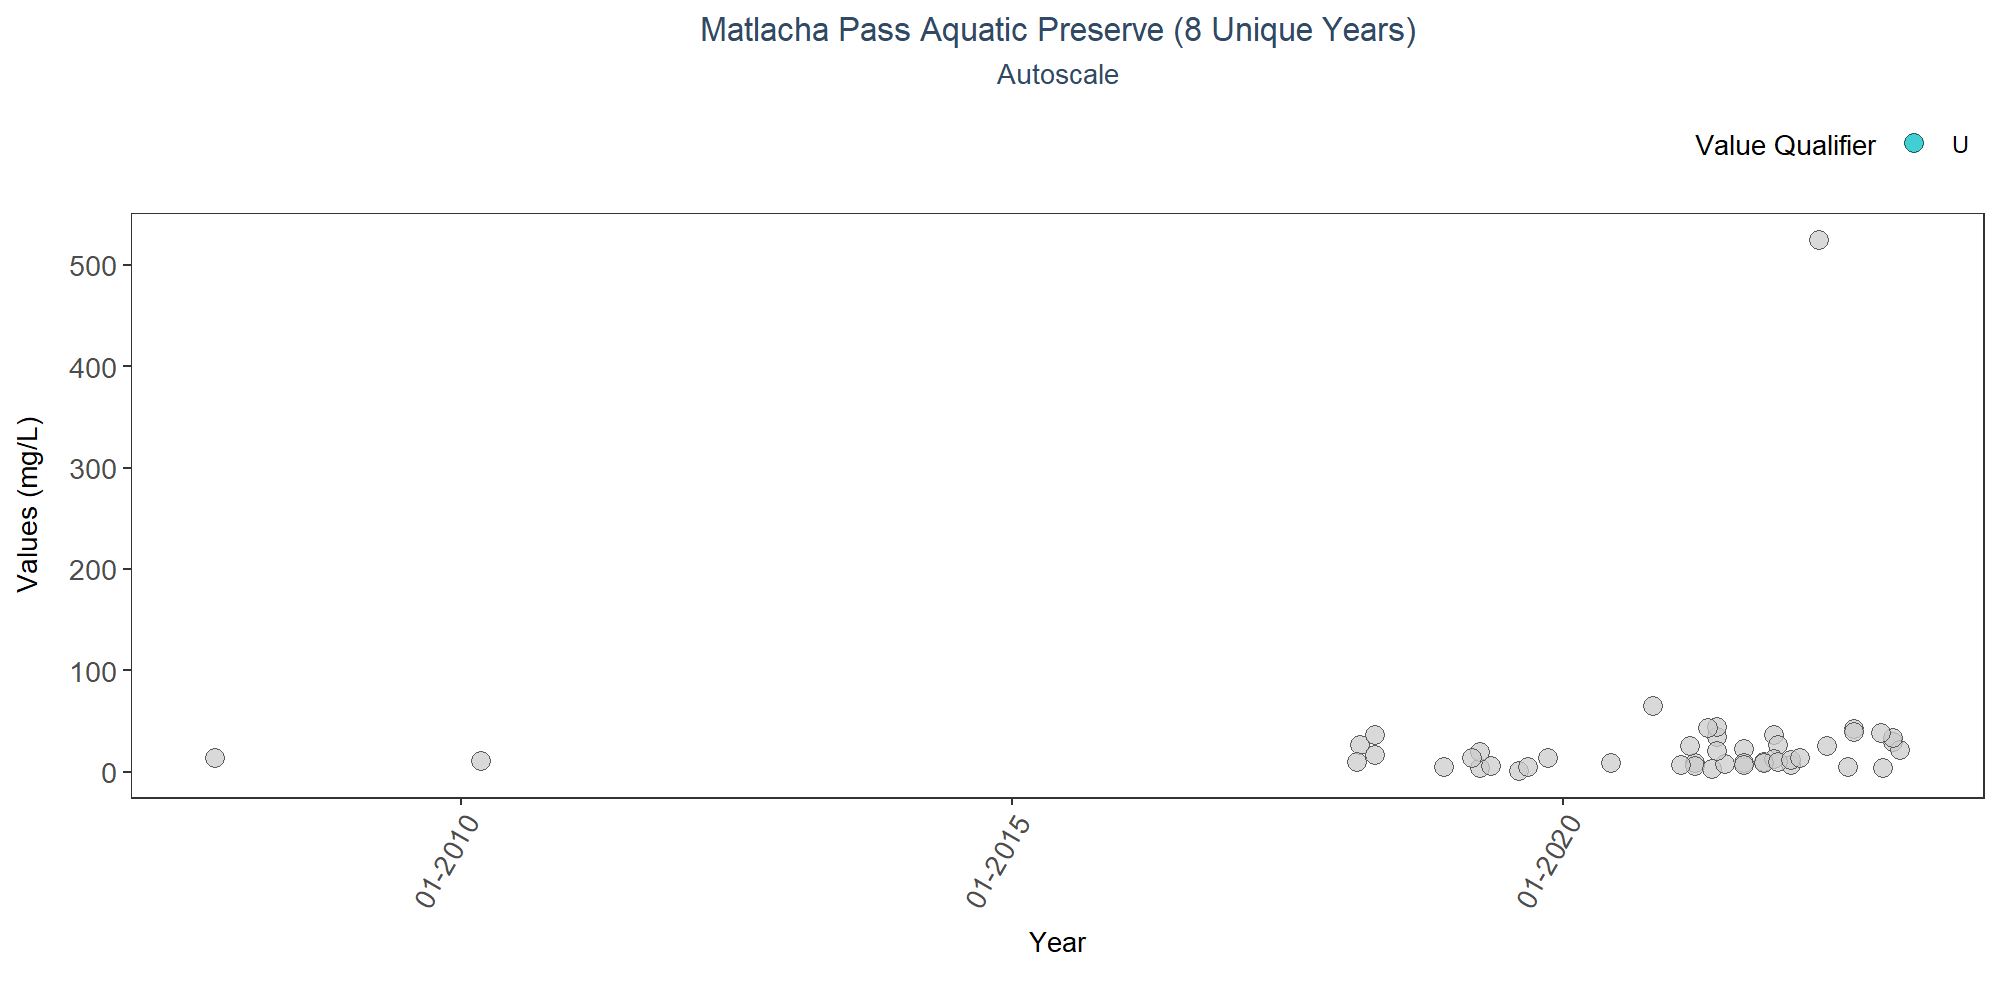 Matlacha Pass Aquatic Preserve (8 Unique Years)
Autoscale
Value Qualifier U
Values (mg/L)
500
400
300
200
100
0
01-2010
01-2015
01-2020
Year